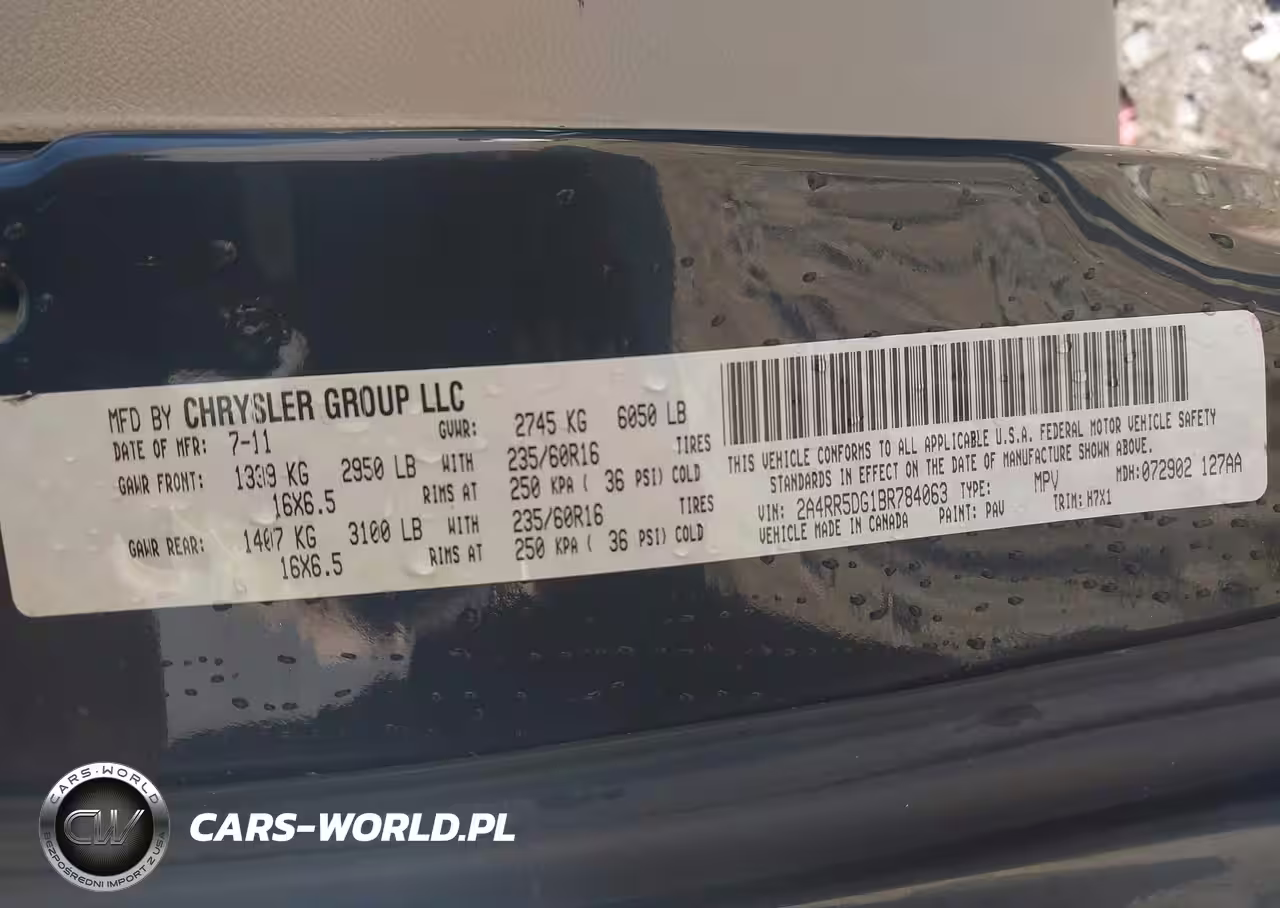 MFD BY CHRYSLER GROUP LLC
DATE OF MFR: 7-11 GVWR: 2745 KG 6050 LB
GAWR FRONT: 1339 KG 2950 LB WITH 235/60R16 TIRES
16X6.5 RIMS AT 250 KPA ( 36 PSI) COLD
GAWR REAR: 1407 KG 3100 LB WITH 235/60R16 TIRES
16X6.5 RIMS AT 250 KPA ( 36 PSI) COLD
THIS VEHICLE CONFORMS TO ALL APPLICABLE U.S.A. FEDERAL MOTOR VEHICLE SAFETY
STANDARDS IN EFFECT ON THE DATE OF MANUFACTURE SHOWN ABOVE.
VIN: 2A4RR5DG1BR784063 TYPE: MPV MDH:072902 127AA
VEHICLE MADE IN CANADA PAINT: PAV TRIM: H7X1
CARS-WORLD
CW
BEZPOŚREDNI IMPORT Z USA
CARS-WORLD.PL